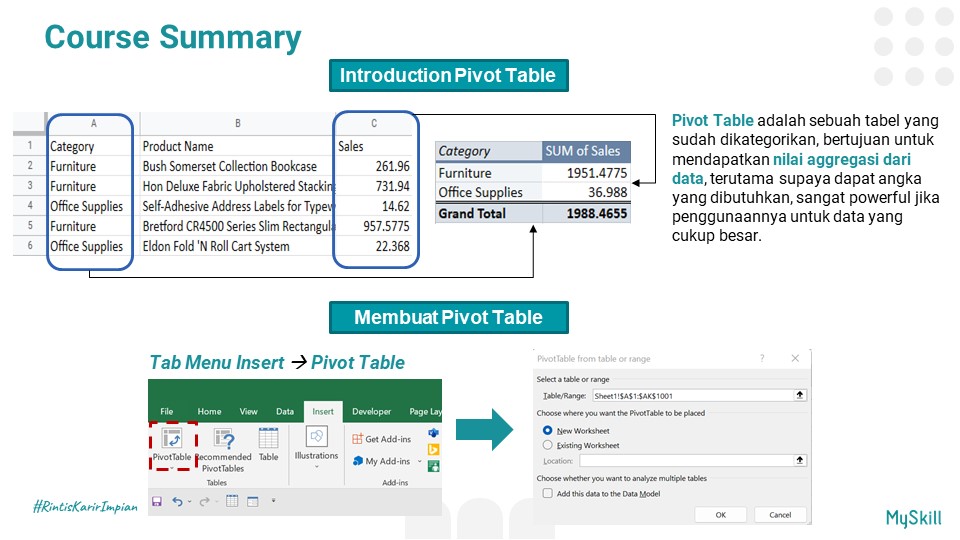 Course Summary
Introduction Pivot Table
A B C
1 Category Product Name Sales
2 Furniture Bush Somerset Collection Bookcase 261.96
3 Furniture Hon Deluxe Fabric Upholstered Stackin 731.94
4 Office Supplies Self-Adhesive Address Labels for Typew 14.62
5 Furniture Bretford CR4500 Series Slim Rectangula 957.5775
6 Office Supplies Eldon Fold 'N Roll Cart System 22.368
Category SUM of Sales
Furniture 1951.4775
Office Supplies 36.988
Grand Total 1988.4655
Pivot Table adalah sebuah tabel yang
sudah dikategorikan, bertujuan untuk
mendapatkan nilai aggregasi dari
data, terutama supaya dapat angka
yang dibutuhkan, sangat powerful jika
penggunaannya untuk data yang
cukup besar.
Membuat Pivot Table
Tab Menu Insert → Pivot Table
File Home View Data Insert Developer Page Lay
PivotTable Recommended PivotTables Table Illustrations Get Add-ins
My Add-ins
Tables Add-ins
PivotTable from table or range ? ×
Select a table or range
Table/Range: Sheet1!$A$1:$AK$1001
Choose where you want the PivotTable to be placed
New Worksheet
Existing Worksheet
Location:
Choose whether you want to analyze multiple tables
Add this data to the Data Model
OK Cancel
#RintisKarirImpian
MySkill